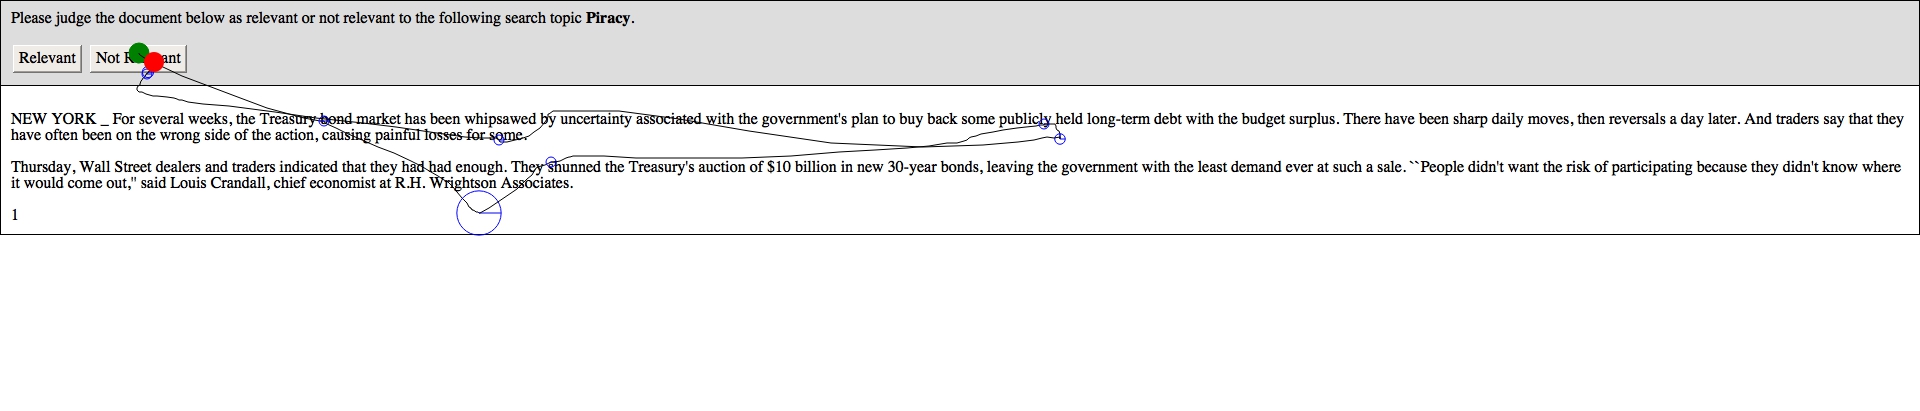 Please judge the document below as relevant or not relevant to the following search topic Piracy.
Relevant Not Relevant
NEW YORK _ For several weeks, the Treasury bond market has been whipsawed by uncertainty associated with the government's plan to buy back some publicly held long-term debt with the budget surplus. There have been sharp daily moves, then reversals a day later. And traders say that they
have often been on the wrong side of the action, causing painful losses for some.
Thursday, Wall Street dealers and traders indicated that they had had enough. They shunned the Treasury's auction of $10 billion in new 30-year bonds, leaving the government with the least demand ever at such a sale. ``People didn't want the risk of participating because they didn't know where
it would come out,'' said Louis Crandall, chief economist at R.H. Wrightson Associates.
1